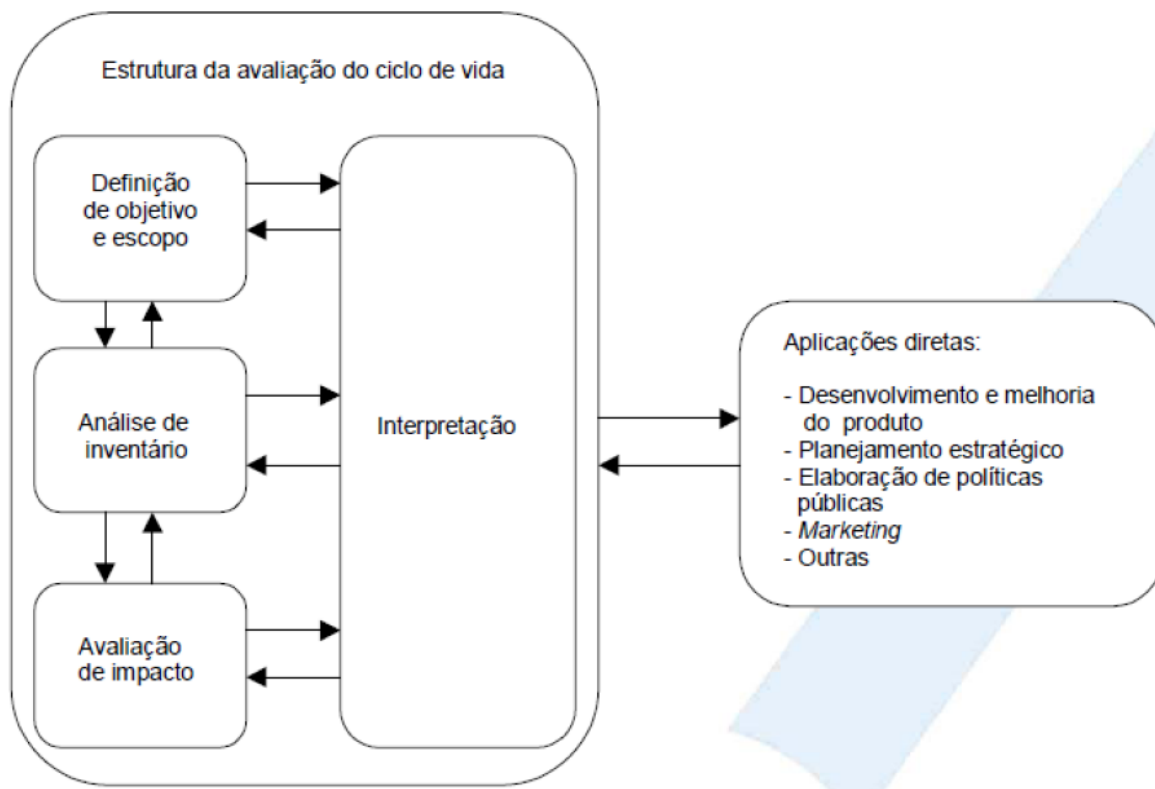 Estrutura da avaliação do ciclo de vida
Definição
de objetivo
e escopo
Análise de
inventário
Avaliação
de impacto
Interpretação
Aplicações diretas:
- Desenvolvimento e melhoria
do produto
- Planejamento estratégico
- Elaboração de políticas
públicas
- Marketing
- Outras